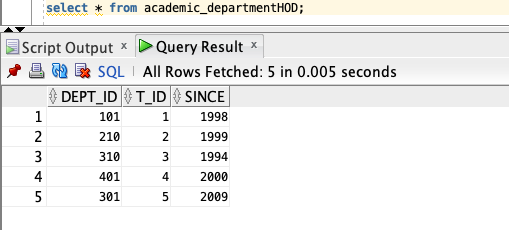 select * from academic_departmentHOD;
Script Output x Query Result x
SQL All Rows Fetched: 5 in 0.005 seconds
DEPT_ID T_ID SINCE
1 101 1 1998
2 210 2 1999
3 310 3 1994
4 401 4 2000
5 301 5 2009